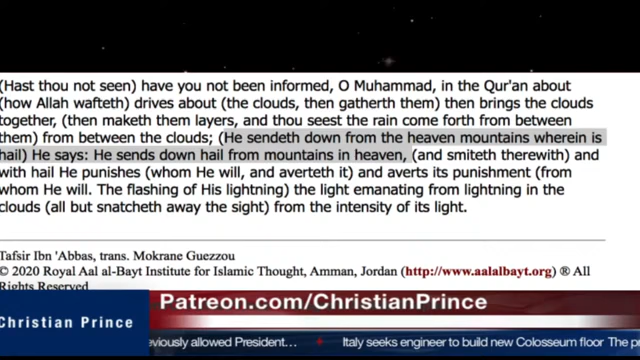 (Hast thou not seen) have you not been informed, O Muhammad, in the Qur'an about
(how Allah wafteth) drives about (the clouds, then gathereth them) then brings the clouds
together, (then maketh them layers, and thou seest the rain come forth from between
them) from between the clouds; (He sendeth down from the heaven mountains wherein is
hail) He says: He sends down hail from mountains in heaven, (and smiteth therewith) and
with hail He punishes (whom He will, and averteth it) and averts its punishment (from
whom He will. The flashing of His lightning) the light emanating from lightning in the
clouds (all but snatcheth away the sight) from the intensity of its light.
Tafsir Ibn 'Abbas, trans. Mokrane Guezzou
© 2020 Royal Aal al-Bayt Institute for Islamic Thought, Amman, Jordan (http://www.aalalbayt.org) ® All
Rights Reserved
Patreon.com/ChristianPrince
Christian Prince
eviously allowed President... Italy seeks engineer to build new Colosseum floor The p